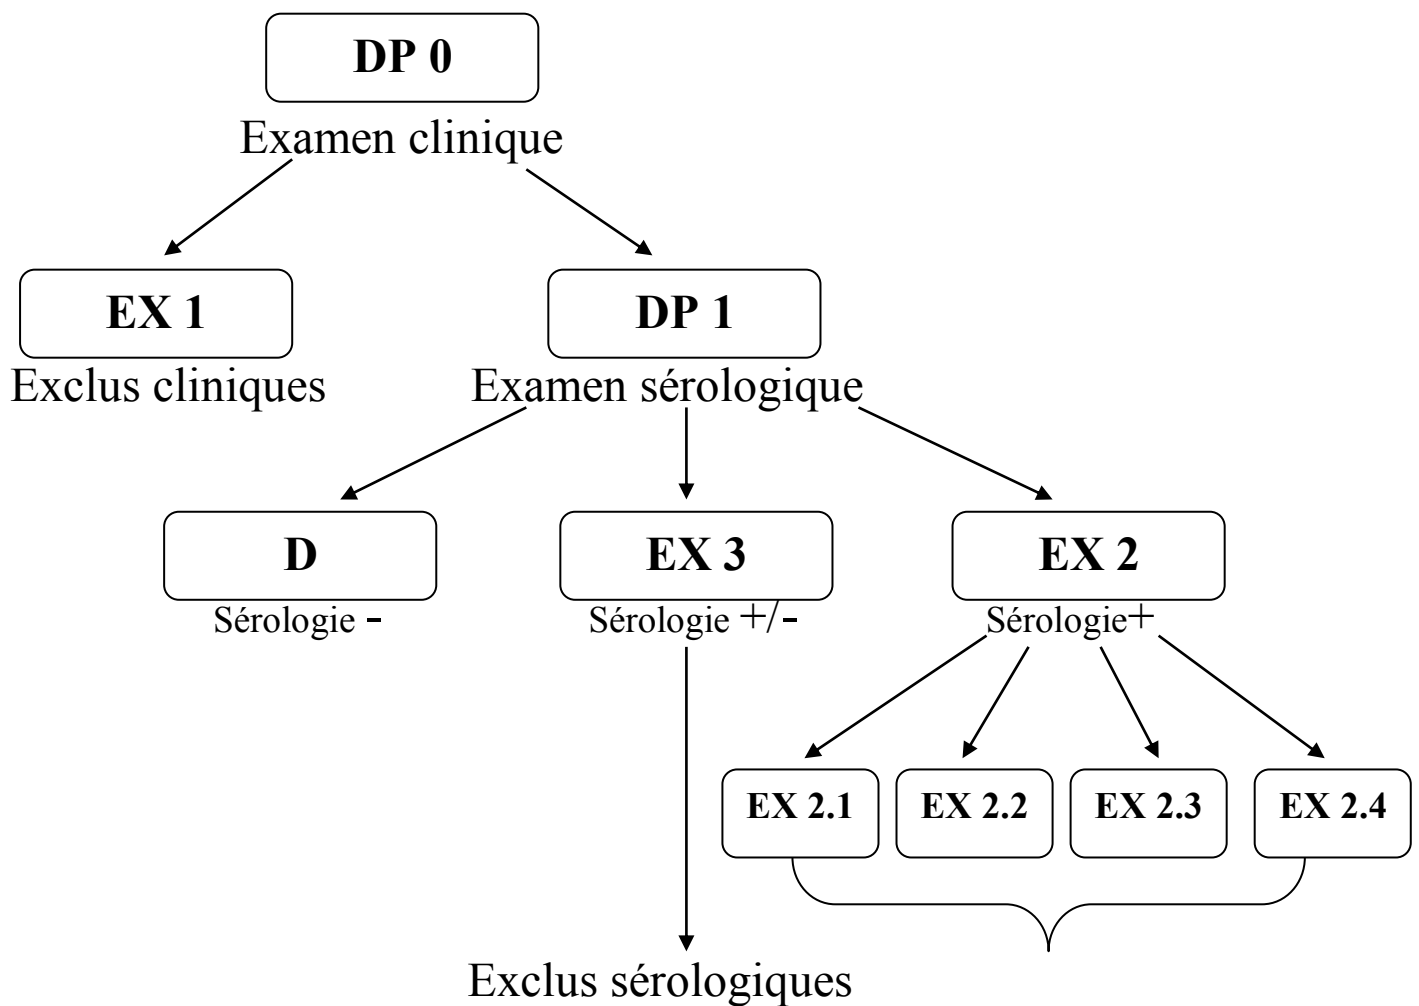 DP 0
Examen clinique
EX 1
DP 1
Exclus cliniques
Examen sérologique
D
EX 3
EX 2
Sérologie -
Sérologie +/-
Sérologie+
EX 2.1
EX 2.2
EX 2.3
EX 2.4
Exclus sérologiques